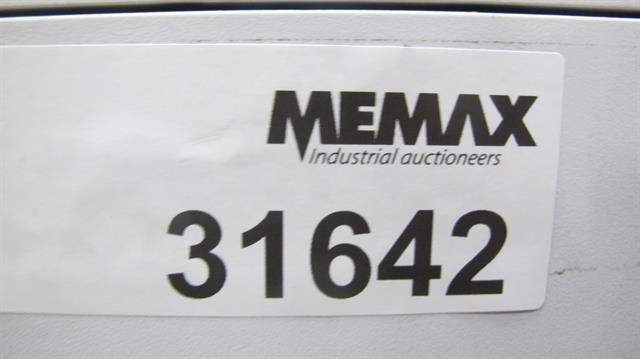 MEMAX
Industrial auctioneers
31642